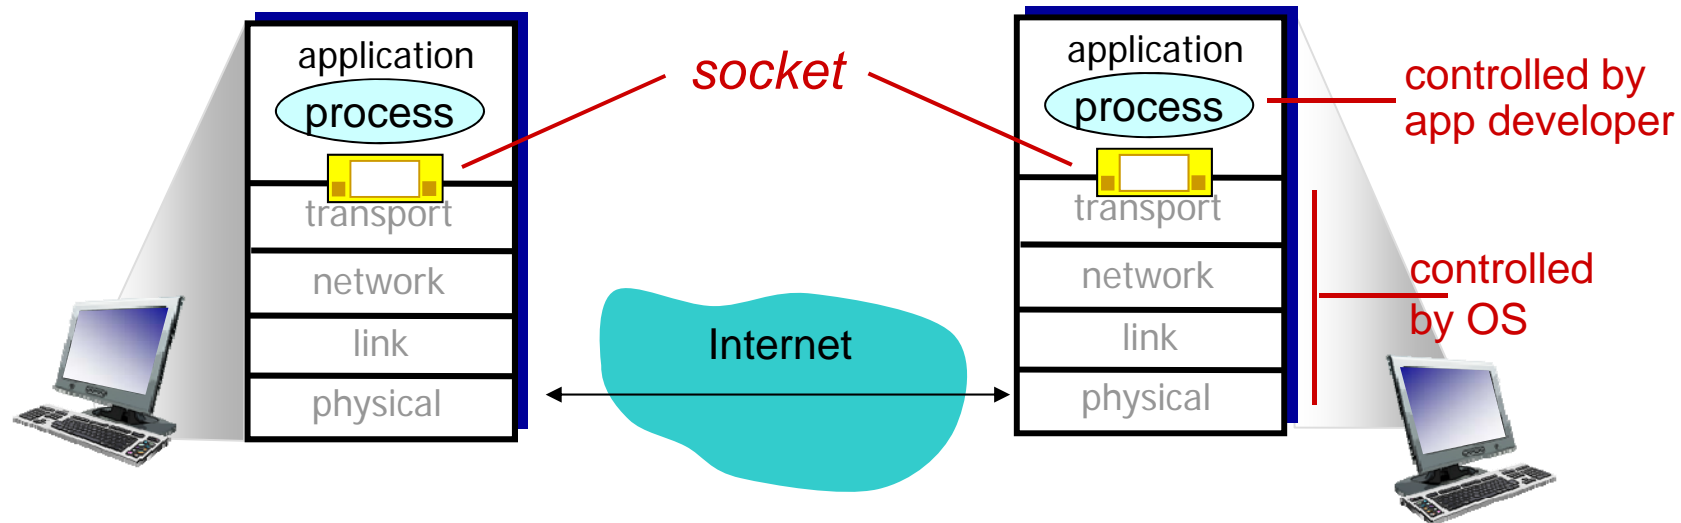 application
process
transport
network
link
physical
socket
Internet
application
process
transport
network
link
physical
controlled by
app developer
controlled
by OS